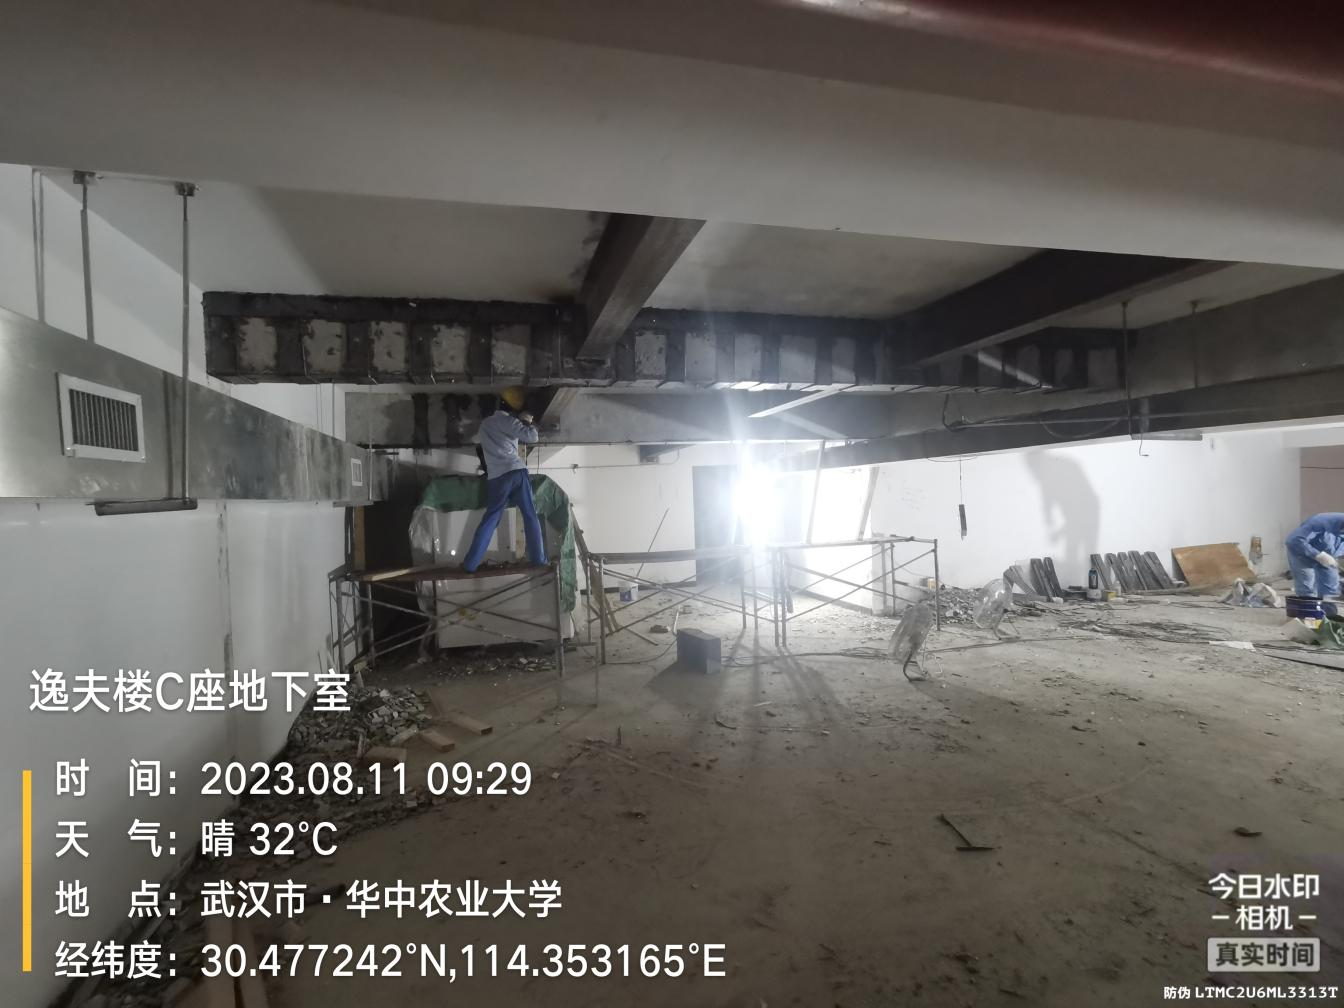 逸夫楼C座地下室
时 间：2023.08.11 09:29
天 气：晴 32℃
地 点：武汉市·华中农业大学
经纬度：30.477242°N,114.353165°E
今日水印
-相机-
真实时间
防伪 LTMC2U6ML3313T